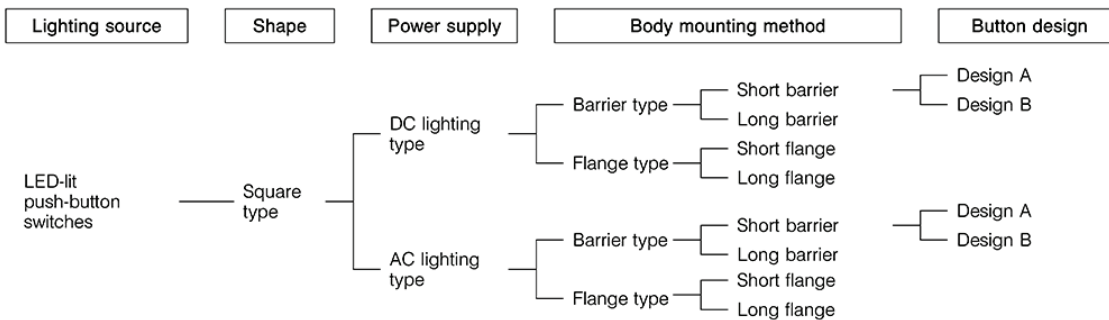 Lighting source Shape Power supply Body mounting method Button design
Design A
Short barrier
Barrier type Design B
DC lighting Long barrier
type
Short flange
Flange type
Long flange
LED-lit
push-button
switches
Square
type
Design A
Short barrier
Barrier type Design B
Long barrier
AC lighting
type
Short flange
Flange type
Long flange